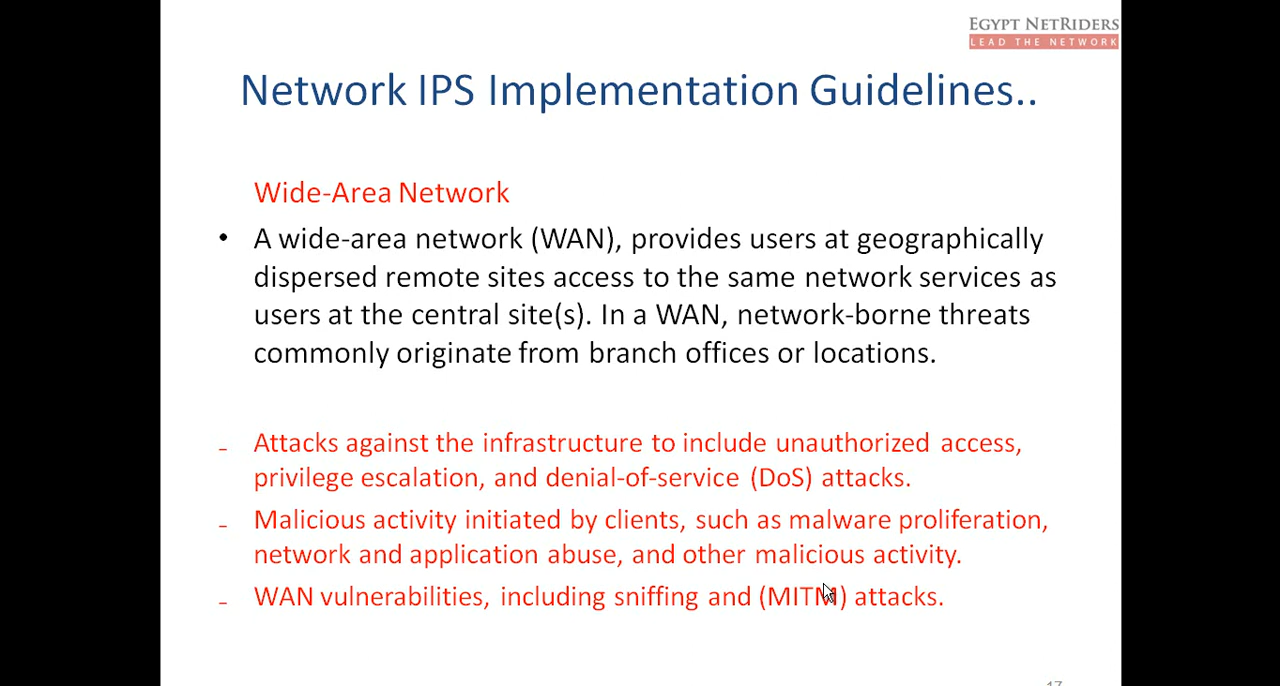 EGYPT NETRIDERS
LEAD THE NETWORK
Network IPS Implementation Guidelines..
Wide-Area Network
• A wide-area network (WAN), provides users at geographically
dispersed remote sites access to the same network services as
users at the central site(s). In a WAN, network-borne threats
commonly originate from branch offices or locations.
– Attacks against the infrastructure to include unauthorized access,
privilege escalation, and denial-of-service (DoS) attacks.
– Malicious activity initiated by clients, such as malware proliferation,
network and application abuse, and other malicious activity.
– WAN vulnerabilities, including sniffing and (MITM) attacks.